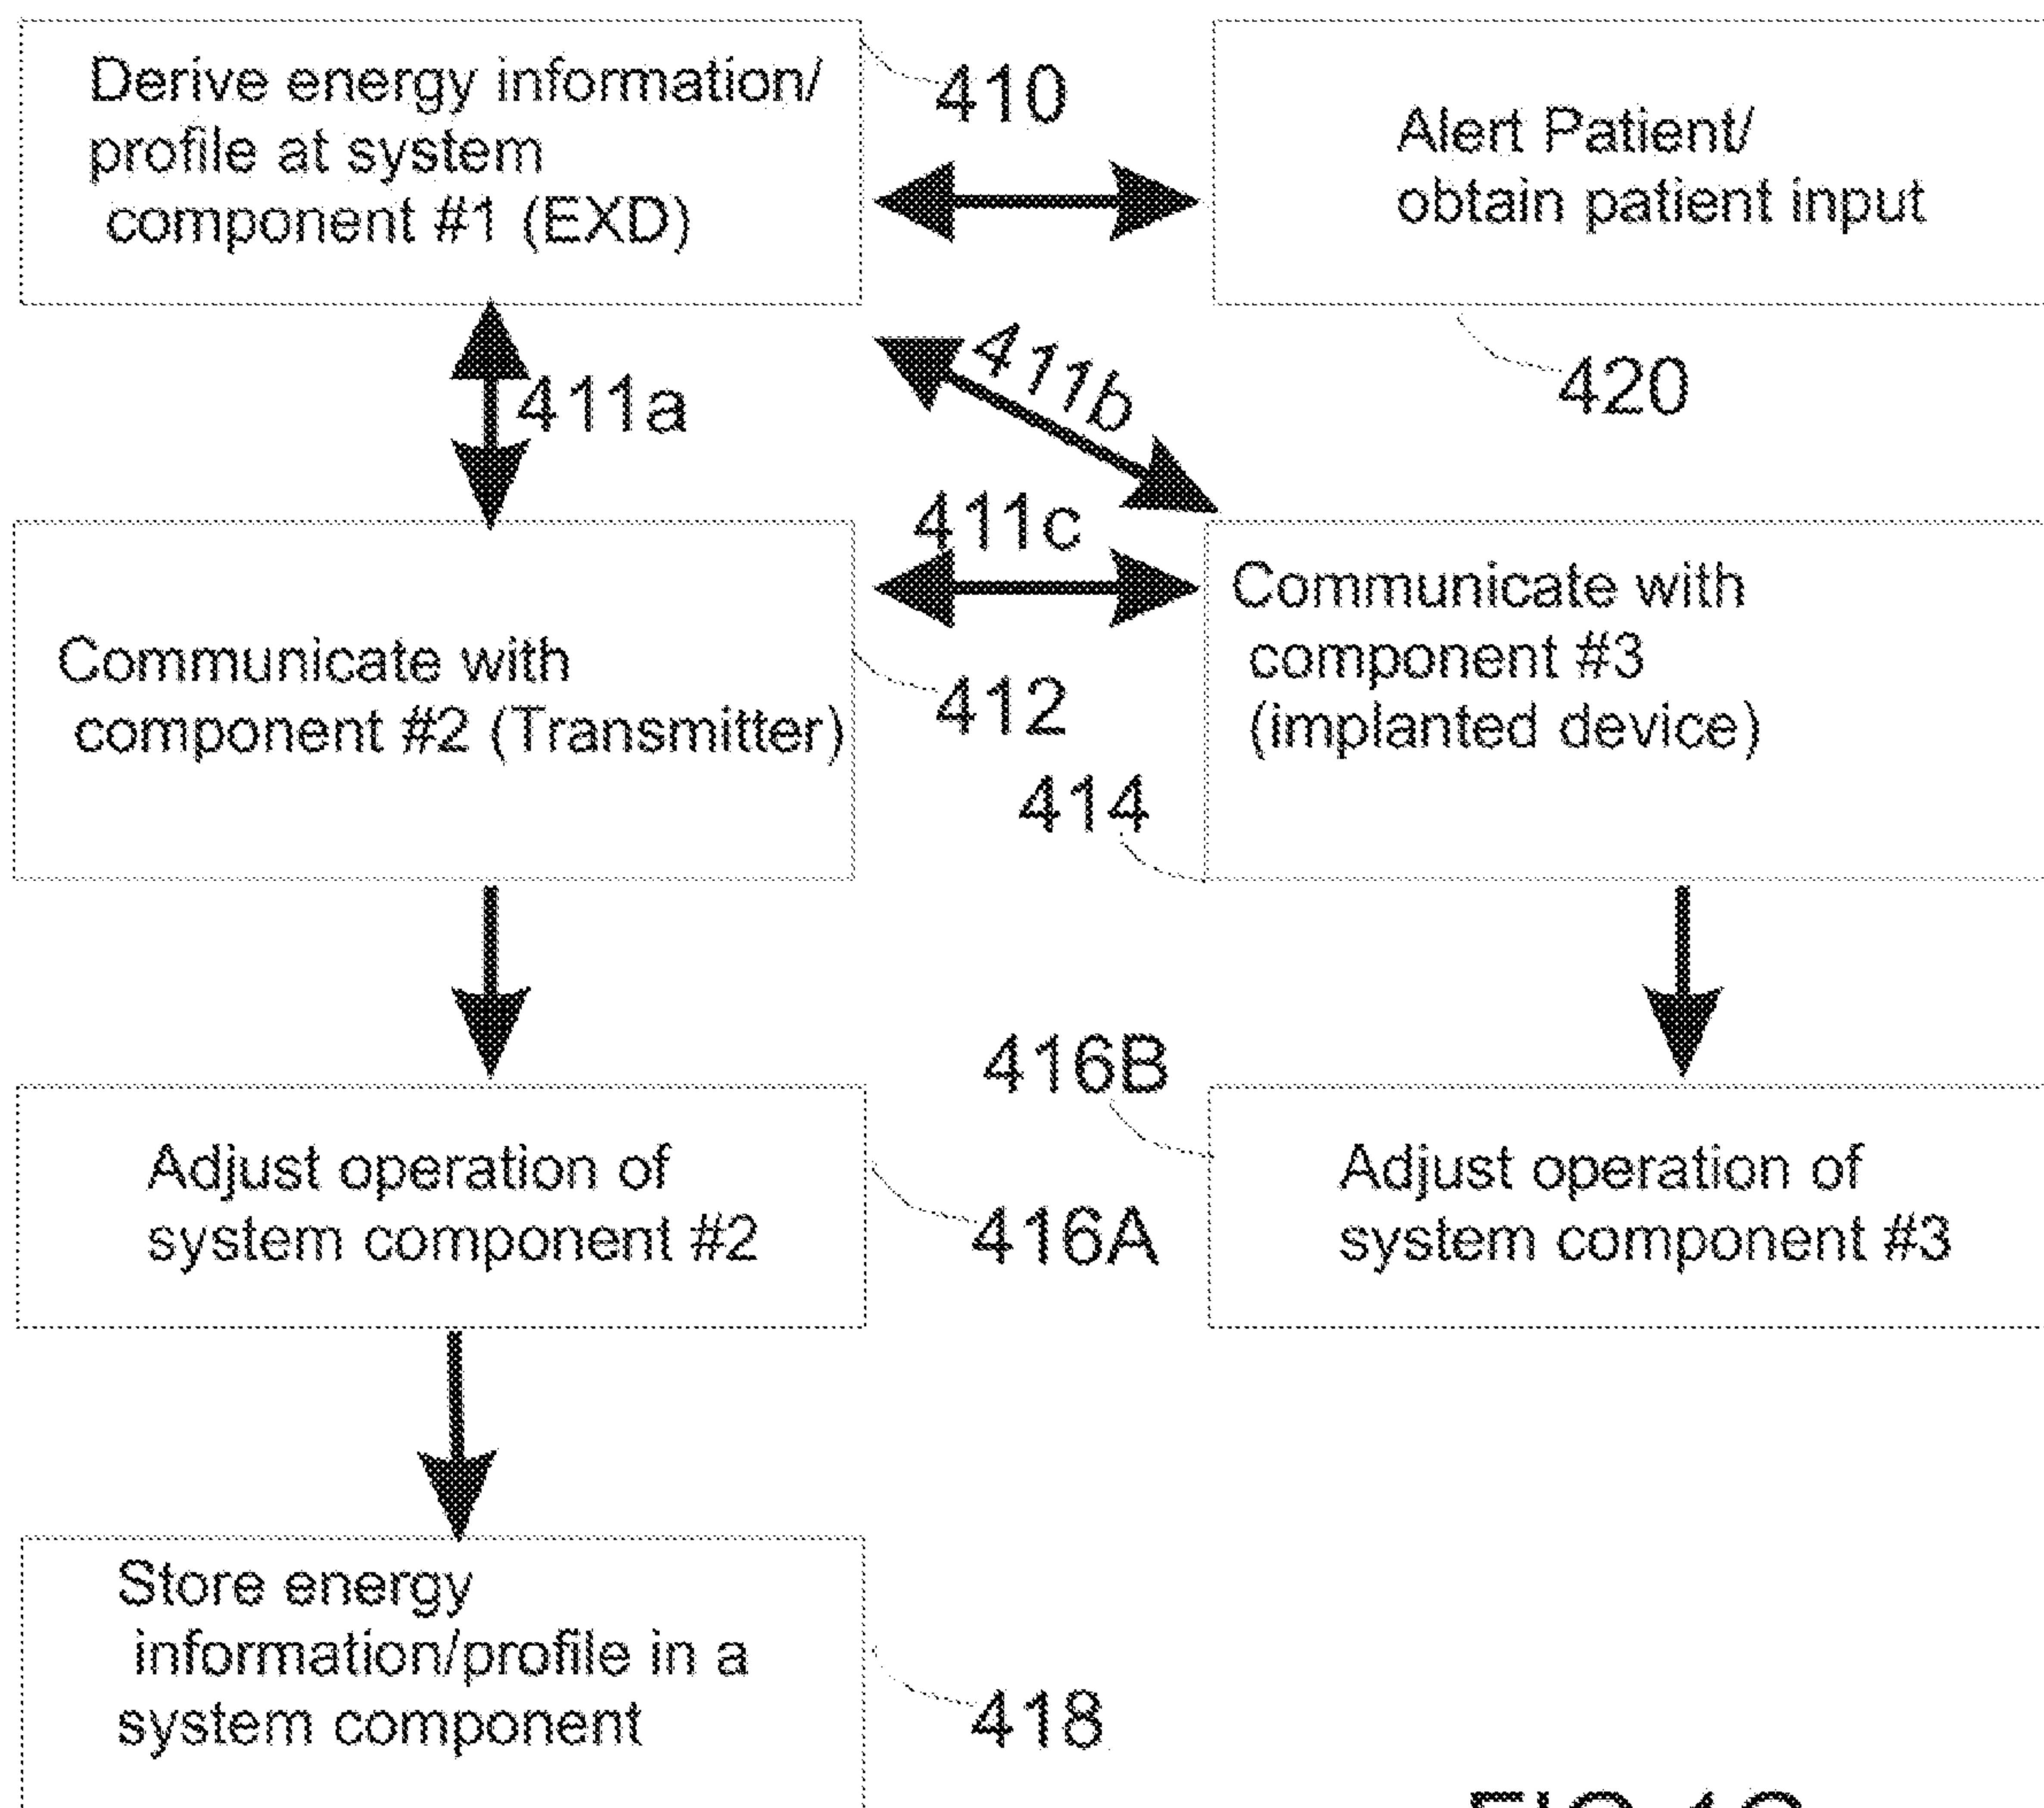 Derive energy information/
profile at system
component #1 (EXD)
410
Alert Patient/
obtain patient input
420
411a
411b
411c
Communicate with
component #2 (Transmitter)
412
Communicate with
component #3
(implanted device)
414
Adjust operation of
system component #2
416A
416B
Adjust operation of
system component #3
Store energy
information/profile in a
system component
418